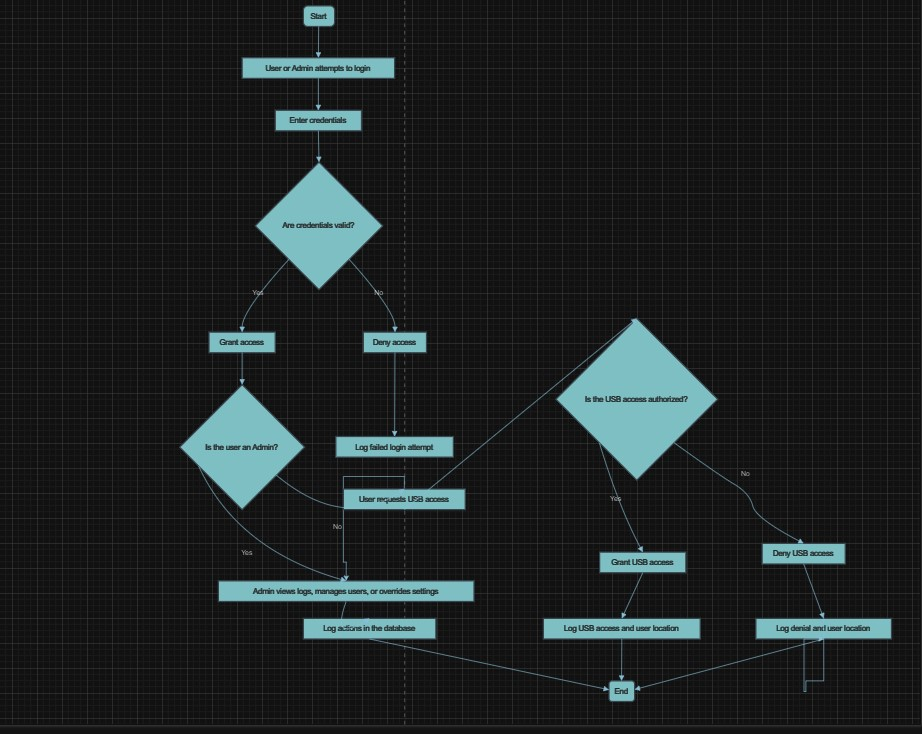 Start
User or Admin attempts to login
Enter credentials
Are credentials valid?
Yes
No
Grant access
Deny access
Is the user an Admin?
Log failed login attempt
Is the USB access authorized?
User requests USB access
No
Yes
No
Yes
Grant USB access
Deny USB access
Admin views logs, manages users, or overrides settings
Log actions in the database
Log USB access and user location
Log denial and user location
End